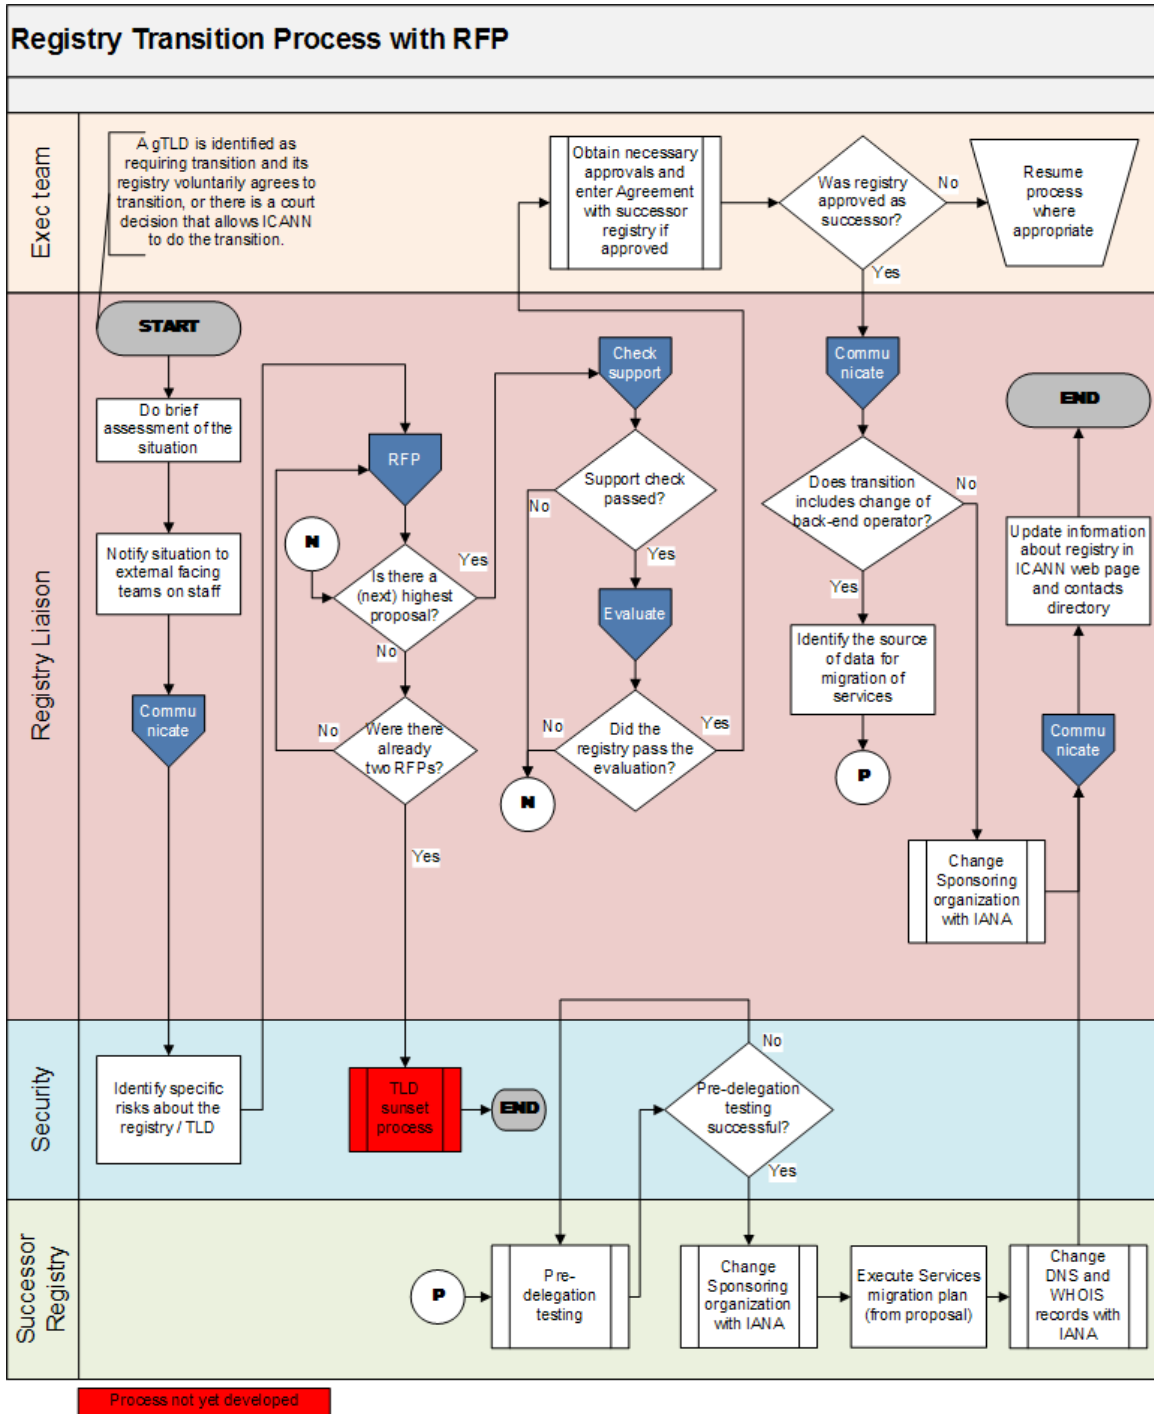 Registry Transition Process with RFP
Exec team
A gTLD is identified as
requiring transition and its
registry voluntarily agrees to
transition, or there is a court
decision that allows ICANN
to do the transition.
Obtain necessary
approvals and
enter Agreement
with successor
registry if
approved
Was registry
approved as
successor?
No
Yes
Resume
process
where
appropriate
Registry Liaison
START
Do brief
assessment of the
situation
Notify situation to
external facing
teams on staff
Commu
nicate
RFP
N
Is there a
(next) highest
proposal?
Yes
No
Were there
already
two RFPs?
No
Yes
Check
support
Support check
passed?
No
Yes
Evaluate
Did the
registry pass the
evaluation?
No
Yes
N
Commu
nicate
Does transition
includes change of
back-end operator?
No
Yes
Identify the source
of data for
migration of
services
P
Change
Sponsoring
organization
with IANA
END
Update information
about registry in
ICANN web page
and contacts
directory
Commu
nicate
Security
Identify specific
risks about the
registry / TLD
TLD
sunset
process
END
Pre-delegation
testing
successful?
No
Yes
Successor
Registry
P
Pre-
delegation
testing
Change
Sponsoring
organization
with IANA
Execute Services
migration plan
(from proposal)
Change
DNS and
WHOIS
records with
IANA
Process not yet developed